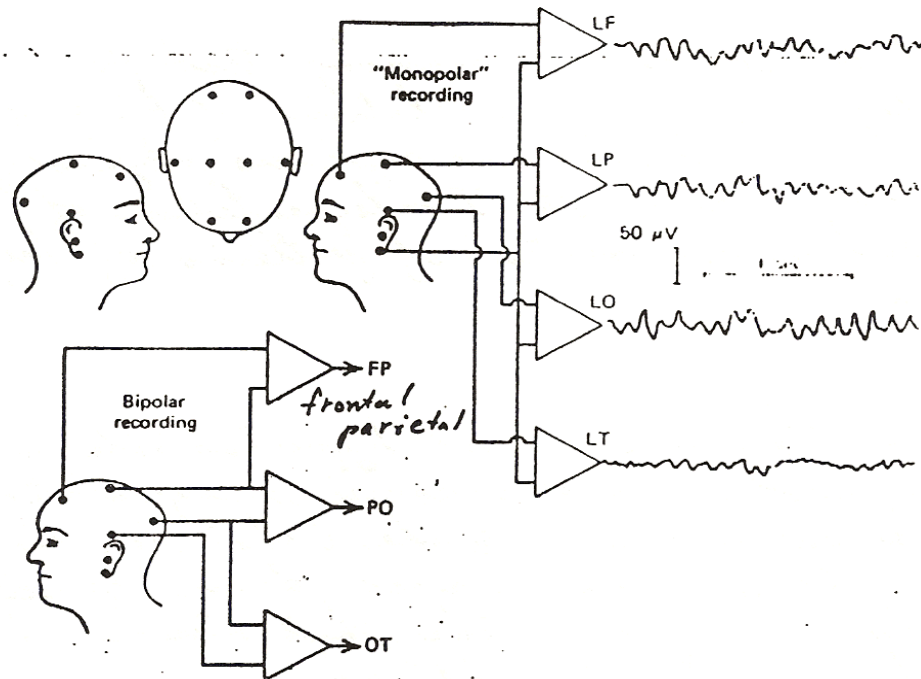 "Monopolar"
recording
LF
LP
50 μV
LO
LT
Bipolar
recording
FP
frontal
parietal
PO
OT